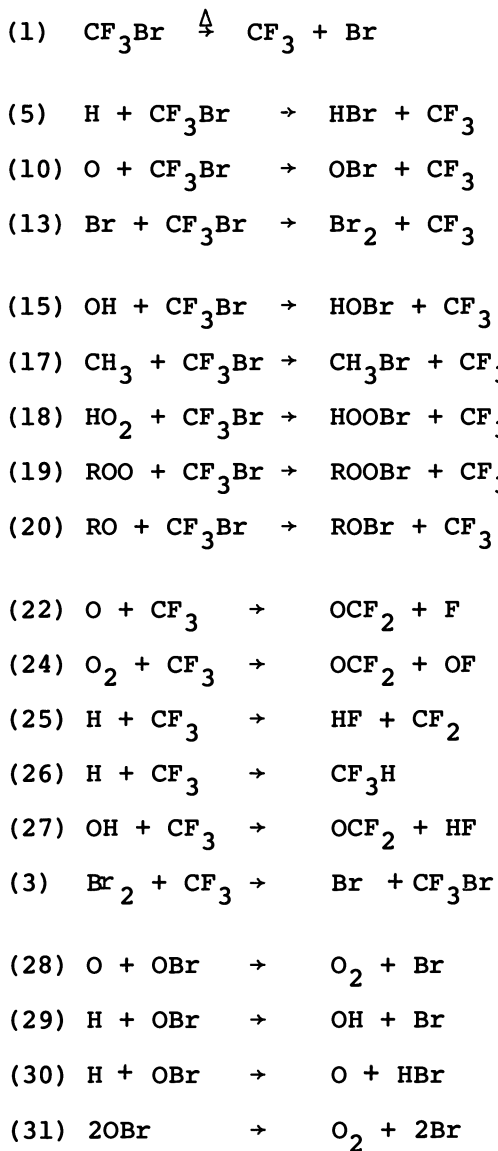 (1) CF₃Br Δ→ CF₃ + Br
(5) H + CF₃Br → HBr + CF₃
(10) O + CF₃Br → OBr + CF₃
(13) Br + CF₃Br → Br₂ + CF₃
(15) OH + CF₃Br → HOBr + CF₃
(17) CH₃ + CF₃Br → CH₃Br + CF₃
(18) HO₂ + CF₃Br → HOOBr + CF₃
(19) ROO + CF₃Br → ROOBr + CF₃
(20) RO + CF₃Br → ROBr + CF₃
(22) O + CF₃ → OCF₂ + F
(24) O₂ + CF₃ → OCF₂ + OF
(25) H + CF₃ → HF + CF₂
(26) H + CF₃ → CF₃H
(27) OH + CF₃ → OCF₂ + HF
(3) Br₂ + CF₃ → Br + CF₃Br
(28) O + OBr → O₂ + Br
(29) H + OBr → OH + Br
(30) H + OBr → O + HBr
(31) 2OBr → O₂ + 2Br